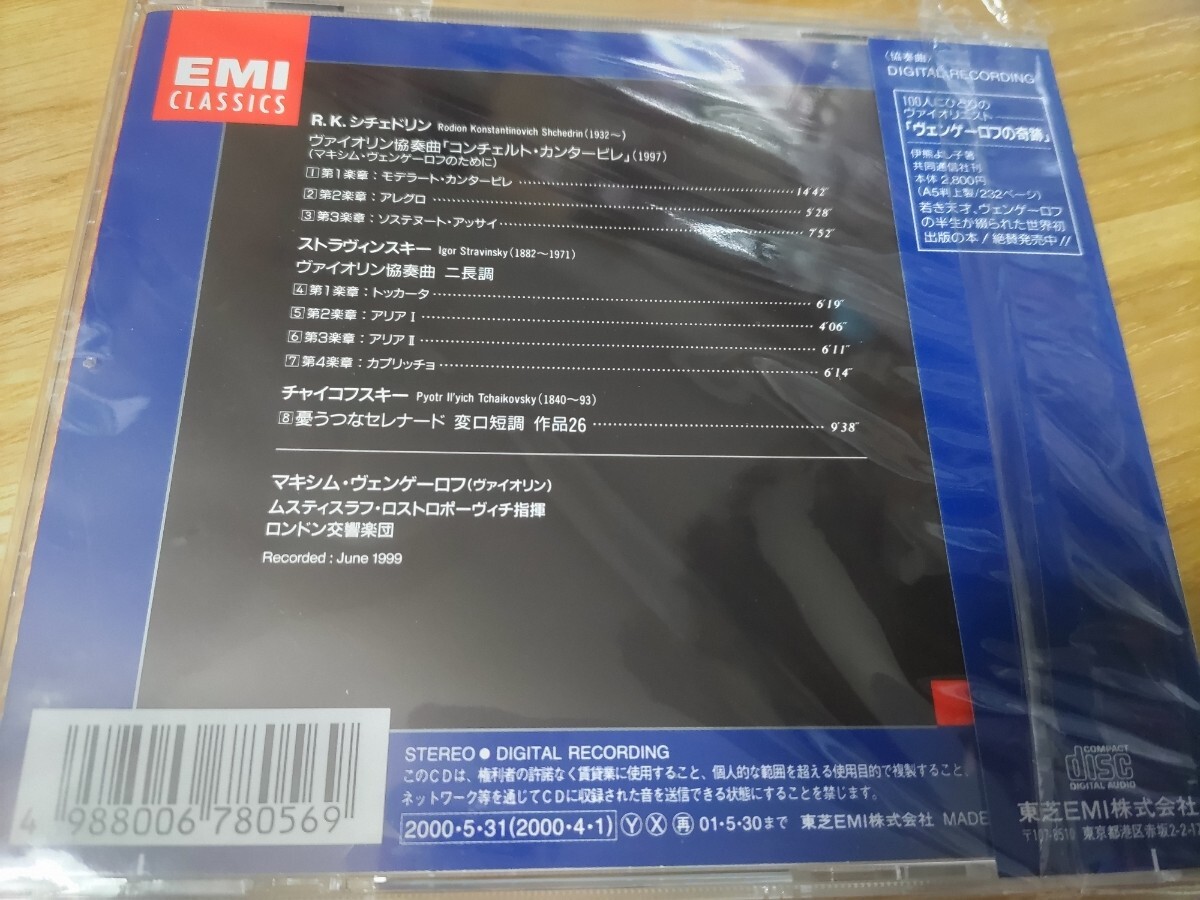 EMI
CLASSICS
R.K.シチェドリン Rodion Konstantinovich Shchedrin(1932〜)
ヴァイオリン協奏曲「コンチェルト・カンタービレ」(1997)
(マキシム・ヴェンゲーロフのために)
1 第1楽章：モデラート・カンタービレ 14'42"
2 第2楽章：アレグロ 5'28"
3 第3楽章：ソステヌート・アッサイ 7'52"
ストラヴィンスキー Igor Stravinsky(1882〜1971)
ヴァイオリン協奏曲 ニ長調
4 第1楽章：トッカータ 6'19"
5 第2楽章：アリア I 4'06"
6 第3楽章：アリア II 6'11"
7 第4楽章：カプリッチョ 6'14"
チャイコフスキー Pyotr Il'yich Tchaikovsky(1840〜93)
8 憂うつなセレナード 変ロ短調 作品26 9'38"
マキシム・ヴェンゲーロフ(ヴァイオリン)
ムスティスラフ・ロストロポーヴィチ指揮
ロンドン交響楽団
Recorded : June 1999
〈協奏曲〉
DIGITAL RECORDING
100人にひとりの
ヴァイオリニスト
「ヴェンゲーロフの奇跡」
伊熊よし子著
共同通信社刊
本体 2,800円
(A5判上製/232ページ)
若き天才、ヴェンゲーロフ
の半生が綴られた世界初
出版の本！絶賛発売中!!
4 988006 780569
STEREO ● DIGITAL RECORDING
このCDは、権利者の許諾なく賃貸業に使用すること、個人的な範囲を超える使用目的で複製すること、
ネットワーク等を通じてCDに収録された音を送信できる状態にすることを禁じます。
2000・5・31(2000・4・1) Y X 再 01・5・30まで 東芝EMI株式会社 MADE
COMPACT
disc
DIGITAL AUDIO
東芝EMI株式会社
〒107-8510 東京都港区赤坂2-2-17